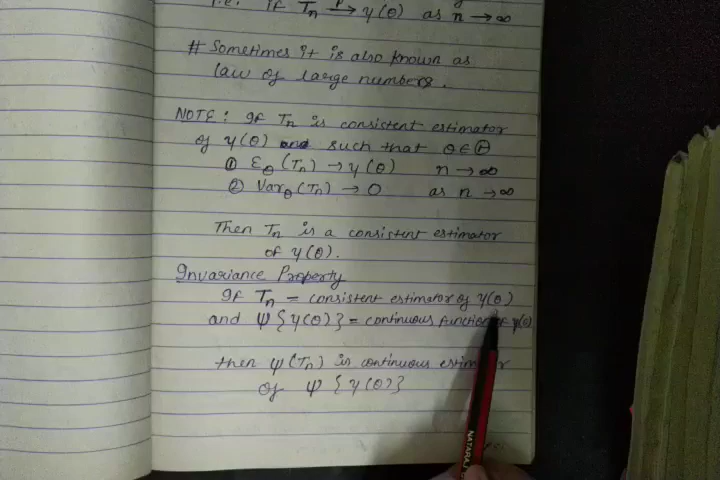 i.e. if Tn P→ γ(θ) as n → ∞
# Sometimes it is also known as
law of large numbers.
NOTE: If Tn is consistent estimator
of γ(θ) and such that θ∈Θ
① Eθ(Tn) → γ(θ) n → ∞
② Varθ(Tn) → 0 as n → ∞
Then Tn is a consistent estimator
of γ(θ).
Invariance Property
If Tn = consistent estimator of γ(θ)
and ψ{γ(θ)} = continuous function of γ(θ)
then ψ(Tn) is continuous estimator
of ψ{γ(θ)}
NATARAJ